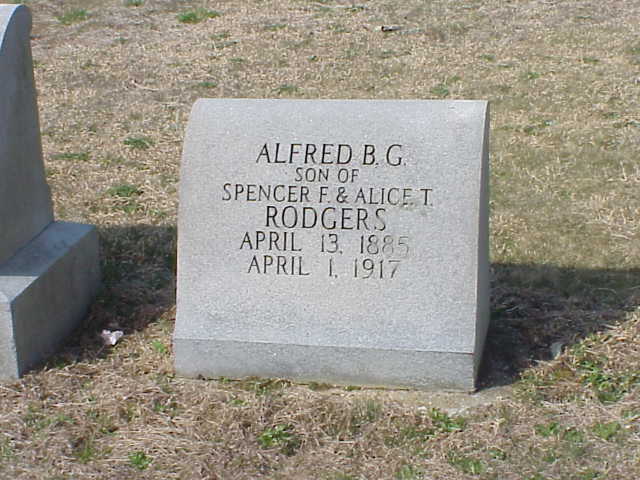 ALFRED B. G.
SON OF
SPENCER F. & ALICE T.
RODGERS
APRIL 13, 1885
APRIL 1, 1917